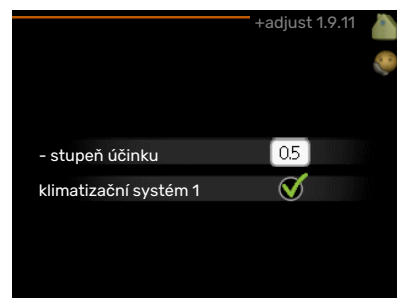 +adjust 1.9.11
- stupeň účinku 0.5
klimatizační systém 1